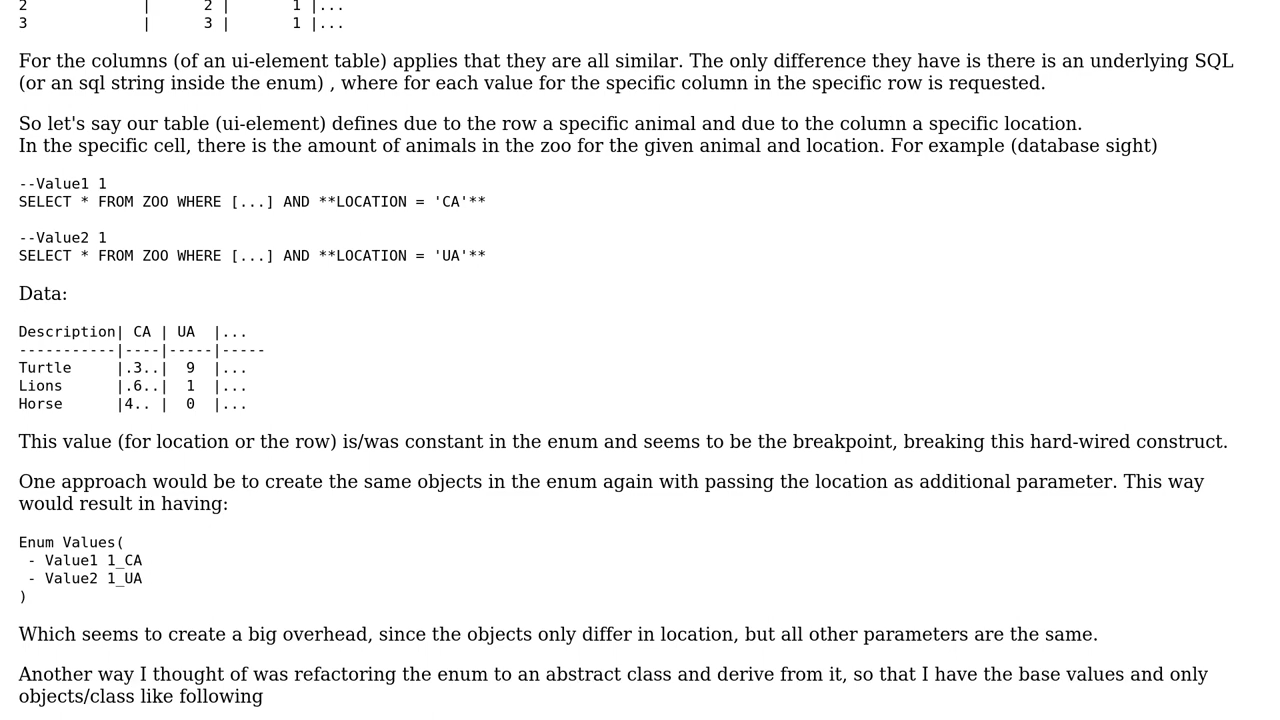 2             |      2 |       1 |...
3             |      3 |       1 |...
For the columns (of an ui-element table) applies that they are all similar. The only difference they have is there is an underlying SQL
(or an sql string inside the enum) , where for each value for the specific column in the specific row is requested.
So let's say our table (ui-element) defines due to the row a specific animal and due to the column a specific location.
In the specific cell, there is the amount of animals in the zoo for the given animal and location. For example (database sight)
--Value1 1
SELECT * FROM ZOO WHERE [...] AND **LOCATION = 'CA'**
--Value2 1
SELECT * FROM ZOO WHERE [...] AND **LOCATION = 'UA'**
Data:
Description| CA | UA  |...
-----------|----|-----|-----
Turtle     |.3..|  9  |...
Lions      |.6..|  1  |...
Horse      |4.. |  0  |...
This value (for location or the row) is/was constant in the enum and seems to be the breakpoint, breaking this hard-wired construct.
One approach would be to create the same objects in the enum again with passing the location as additional parameter. This way
would result in having:
Enum Values(
 - Value1 1_CA
 - Value2 1_UA
)
Which seems to create a big overhead, since the objects only differ in location, but all other parameters are the same.
Another way I thought of was refactoring the enum to an abstract class and derive from it, so that I have the base values and only
objects/class like following